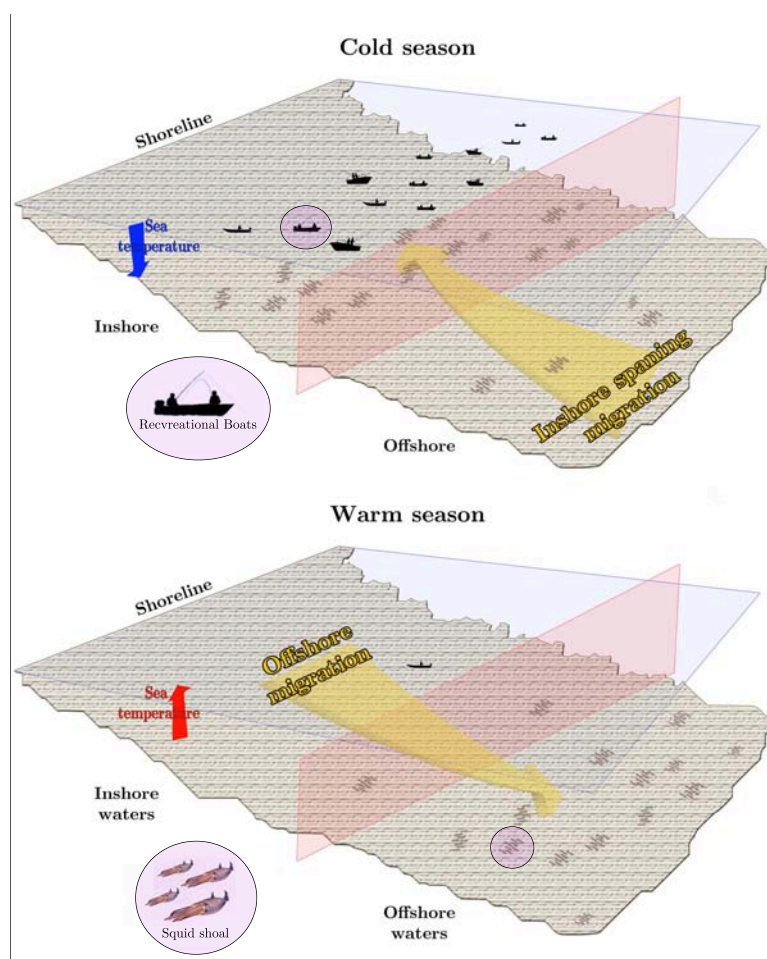 Cold season
Shoreline
Sea
temperature
Inshore
Recvreational Boats
Inshore spaning
migration
Offshore
Warm season
Shoreline
Offshore
migration
Sea
temperature
Inshore
waters
Squid shoal
Offshore
waters